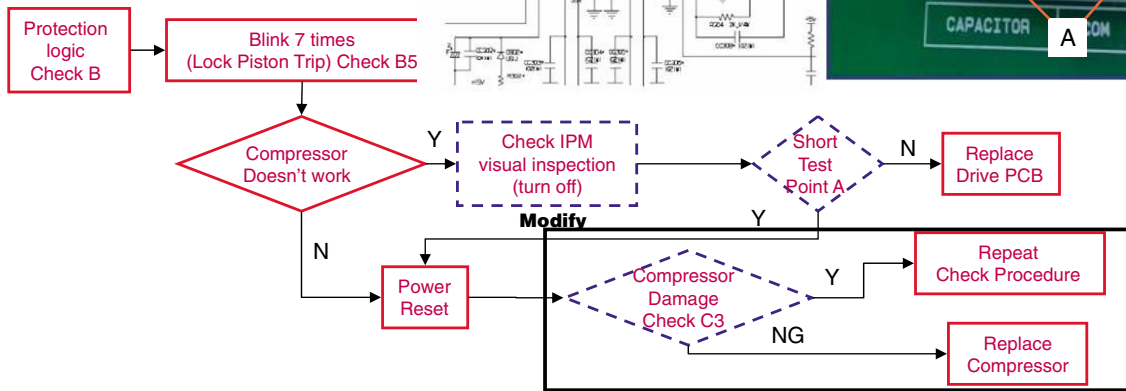 Protection
logic
Check B
Blink 7 times
(Lock Piston Trip) Check B5
+15V
CAPACITOR
COM
A
Compressor
Doesn't work
Y
Check IPM
visual inspection
(turn off)
Short
Test
Point A
N
Replace
Drive PCB
Modify
Y
N
Power
Reset
Compressor
Damage
Check C3
Y
Repeat
Check Procedure
NG
Replace
Compressor